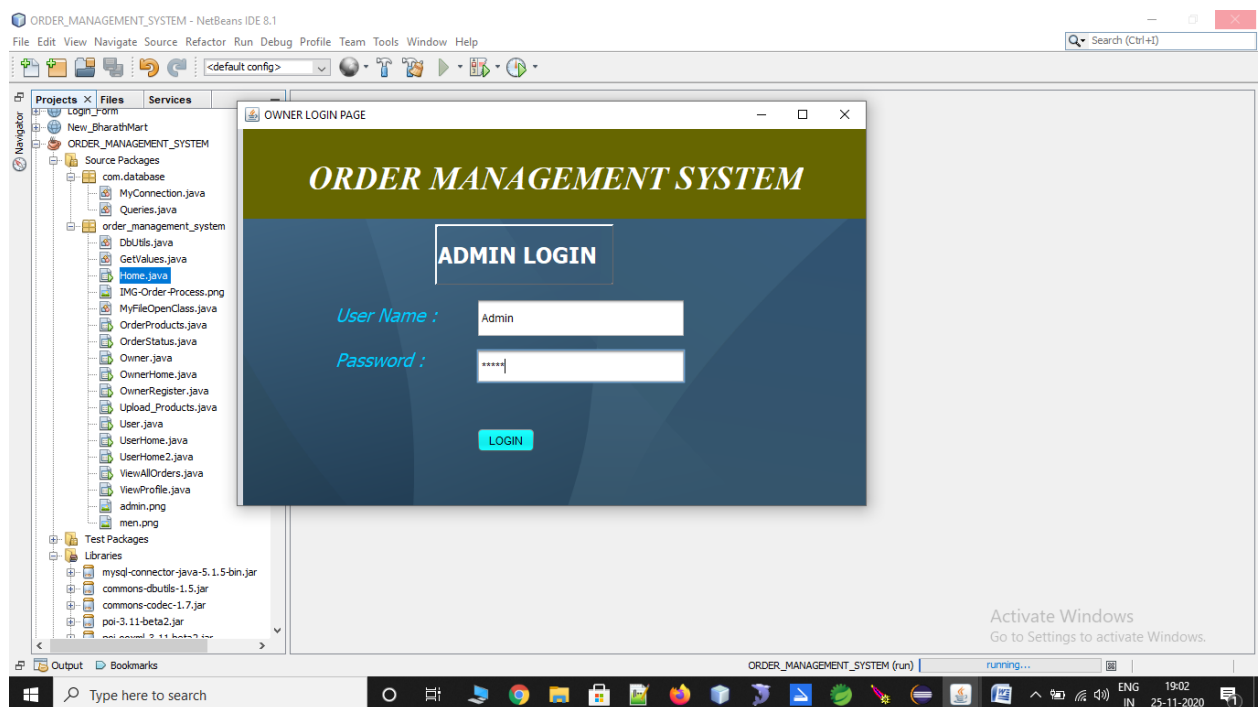 ORDER_MANAGEMENT_SYSTEM - NetBeans IDE 8.1
File Edit View Navigate Source Refactor Run Debug Profile Team Tools Window Help
Search (Ctrl+I)
<default config>
Projects Files Services
Navigator
Login_Form
New_BharathMart
ORDER_MANAGEMENT_SYSTEM
Source Packages
com.database
MyConnection.java
Queries.java
order_management_system
DbUtils.java
GetValues.java
Home.java
IMG-Order-Process.png
MyFileOpenClass.java
OrderProducts.java
OrderStatus.java
Owner.java
OwnerHome.java
OwnerRegister.java
Upload_Products.java
User.java
UserHome.java
UserHome2.java
ViewAllOrders.java
ViewProfile.java
admin.png
men.png
Test Packages
Libraries
mysql-connector-java-5.1.5-bin.jar
commons-dbutils-1.5.jar
commons-codec-1.7.jar
poi-3.11-beta2.jar
poi-ooxml-3.11-beta2.jar
OWNER LOGIN PAGE
ORDER MANAGEMENT SYSTEM
ADMIN LOGIN
User Name :
Admin
Password :
*****
LOGIN
Activate Windows
Go to Settings to activate Windows.
Output Bookmarks
ORDER_MANAGEMENT_SYSTEM (run)
running...
Type here to search
ENG
IN
19:02
25-11-2020